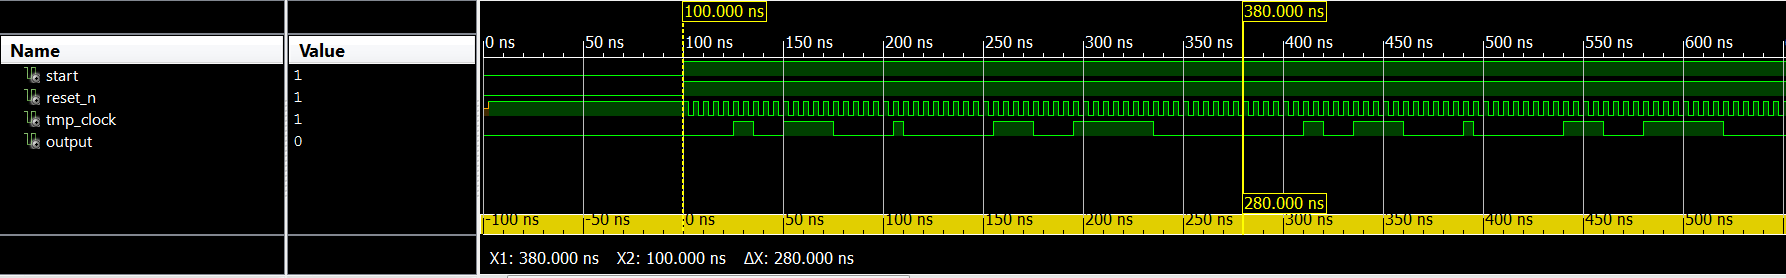 100.000 ns 380.000 ns
Name Value 0 ns 50 ns 100 ns 150 ns 200 ns 250 ns 300 ns 350 ns 400 ns 450 ns 500 ns 550 ns 600 ns
start 1
reset_n 1
tmp_clock 1
output 0
280.000 ns
-100 ns -50 ns 0 ns 50 ns 100 ns 150 ns 200 ns 250 ns 300 ns 350 ns 400 ns 450 ns 500 ns
X1: 380.000 ns X2: 100.000 ns ΔX: 280.000 ns